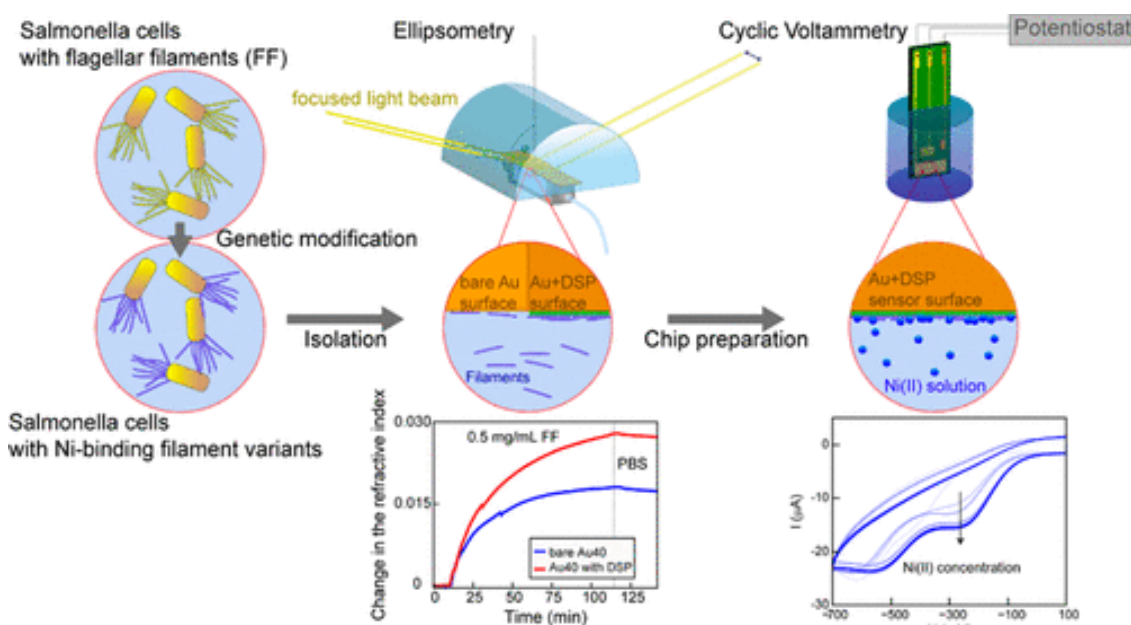 Salmonella cells
with flagellar filaments (FF)
Ellipsometry
Cyclic Voltammetry
Potentiostat
focused light beam
Genetic modification
bare Au
surface
Au+DSP
surface
Filaments
Isolation
Au+DSP
sensor surface
Ni(II) solution
Chip preparation
Salmonella cells
with Ni-binding filament variants
Change in the refractive index
0.030
0.015
0
0.5 mg/mL FF
PBS
bare Au40
Au40 with DSP
0 25 50 75 100 125
Time (min)
I (μA)
0
-10
-20
-30
Ni(II) concentration
-700 -500 -300 -100 100